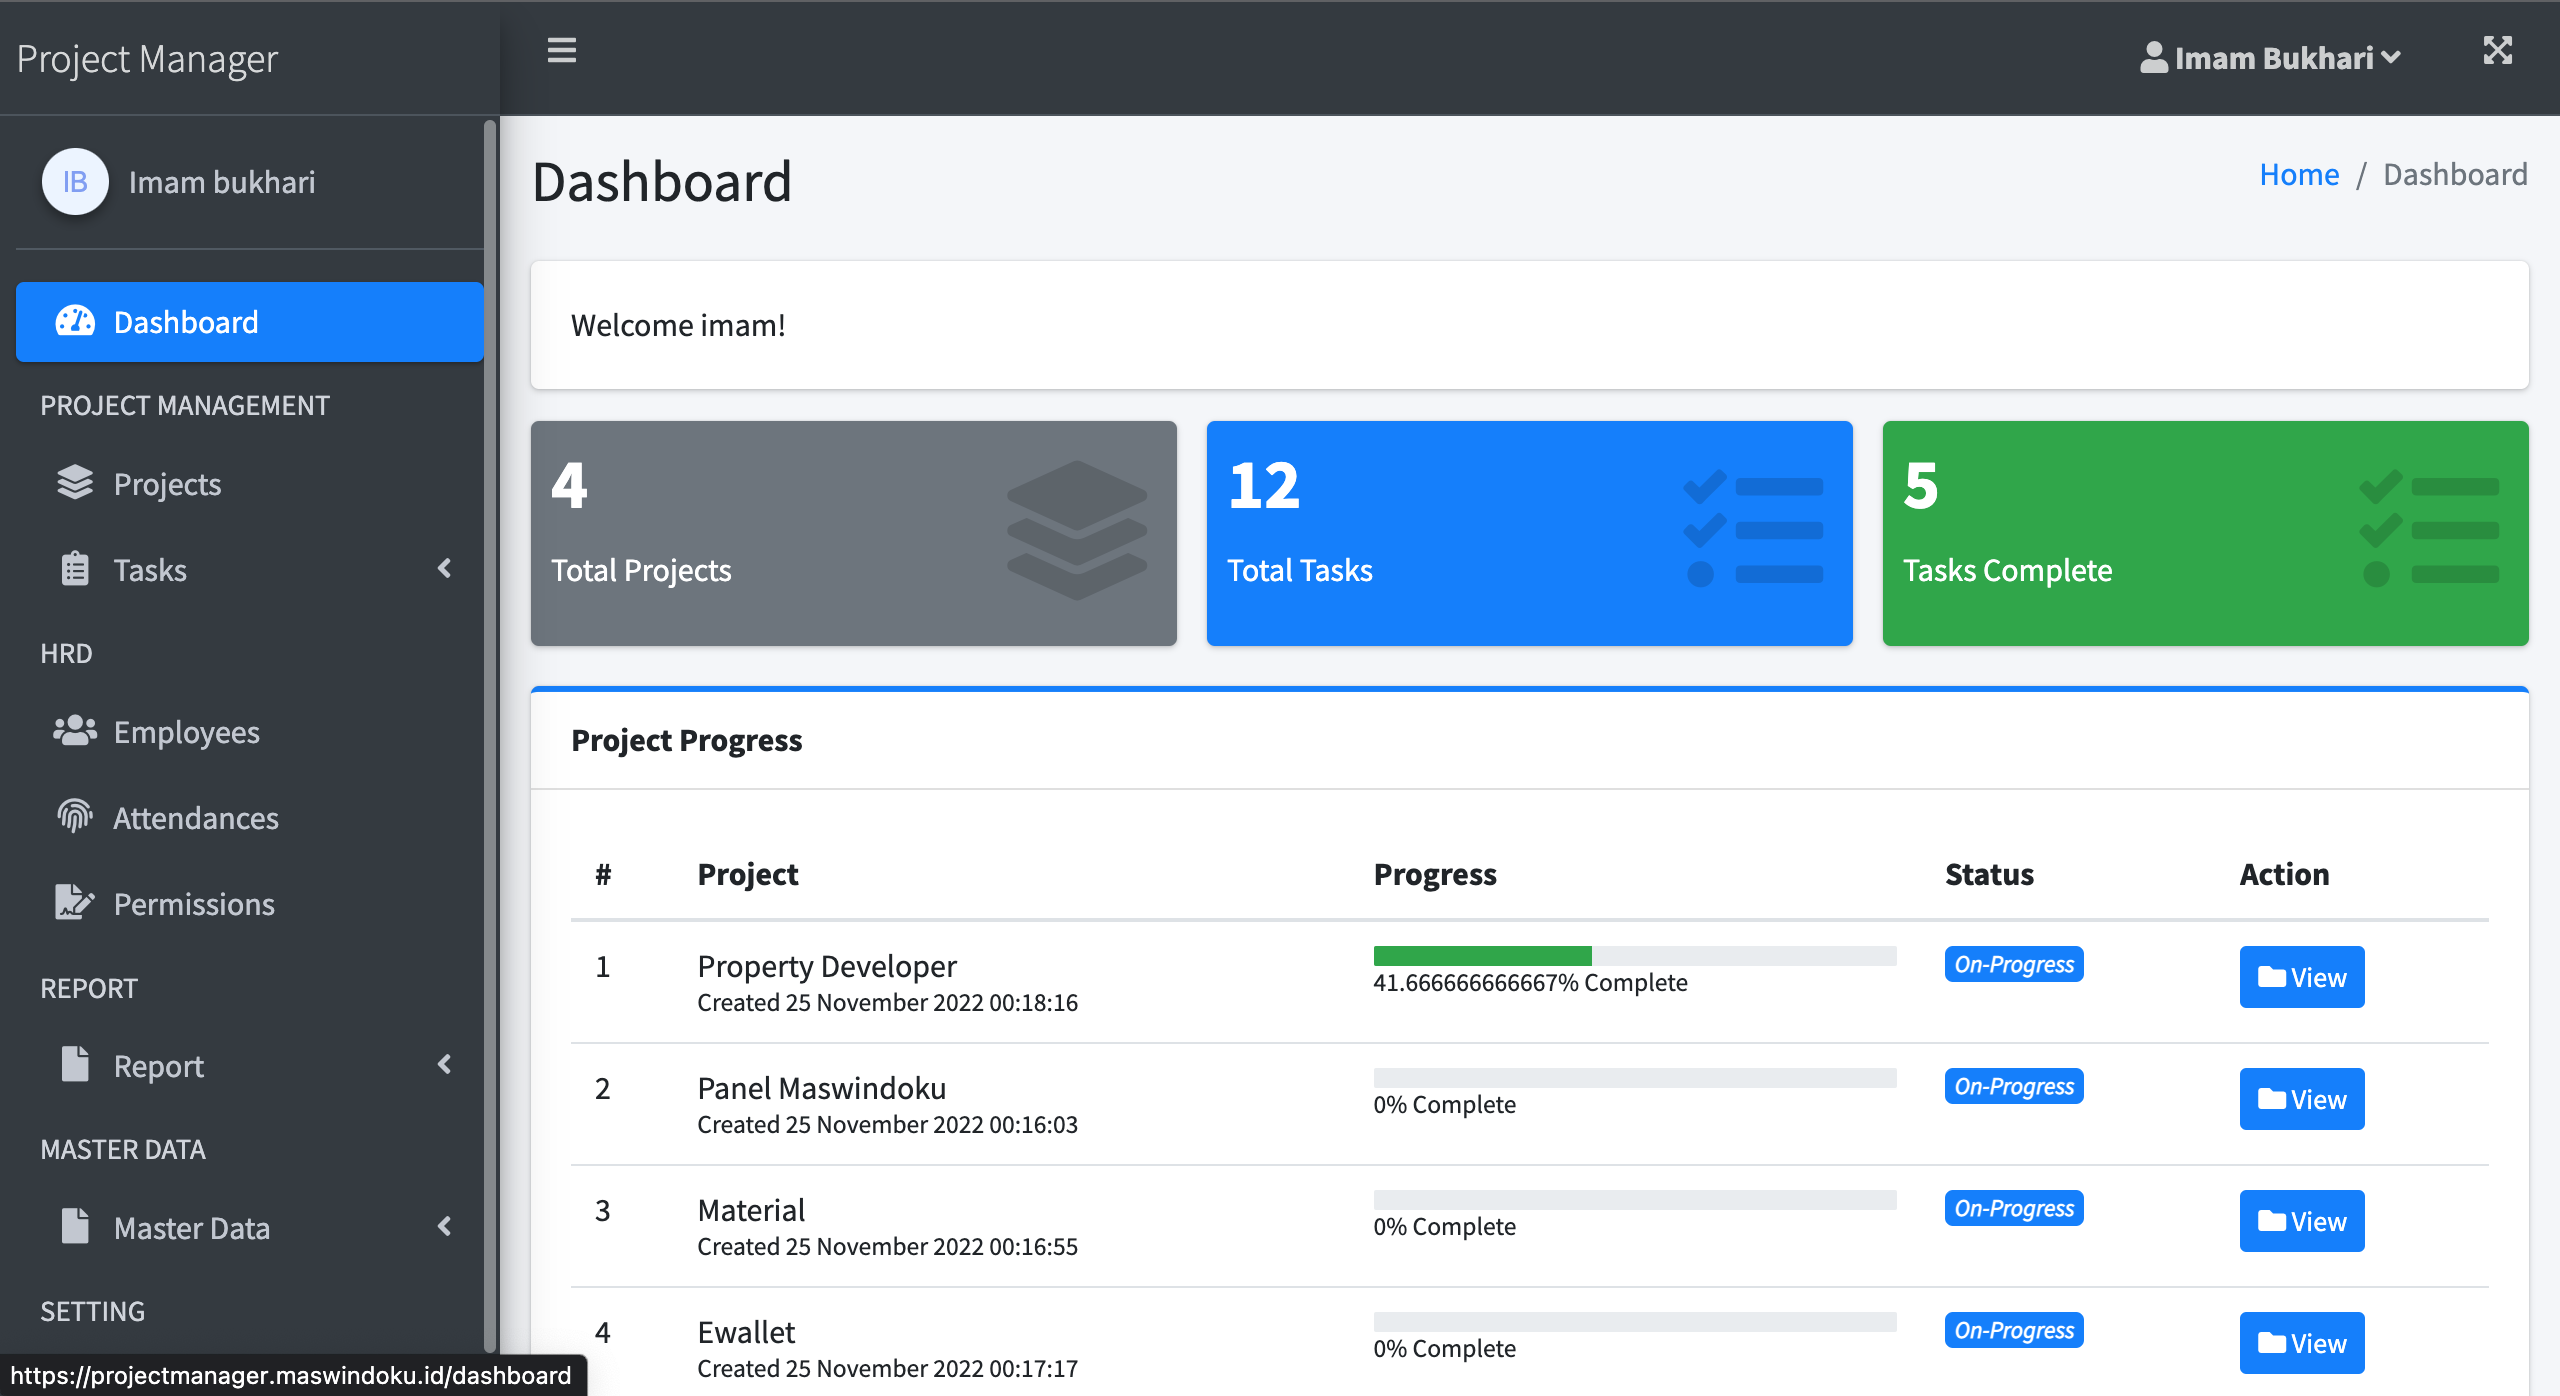 Project Manager
Imam Bukhari
IB
Imam bukhari
Dashboard
PROJECT MANAGEMENT
Projects
Tasks
HRD
Employees
Attendances
Permissions
REPORT
Report
MASTER DATA
Master Data
SETTING
https://projectmanager.maswindoku.id/dashboard
Dashboard
Home / Dashboard
Welcome imam!
4
Total Projects
12
Total Tasks
5
Tasks Complete
Project Progress
# Project Progress Status Action
1 Property Developer On-Progress View
Created 25 November 2022 00:18:16 41.666666666667% Complete
2 Panel Maswindoku On-Progress View
Created 25 November 2022 00:16:03 0% Complete
3 Material On-Progress View
Created 25 November 2022 00:16:55 0% Complete
4 Ewallet On-Progress View
Created 25 November 2022 00:17:17 0% Complete